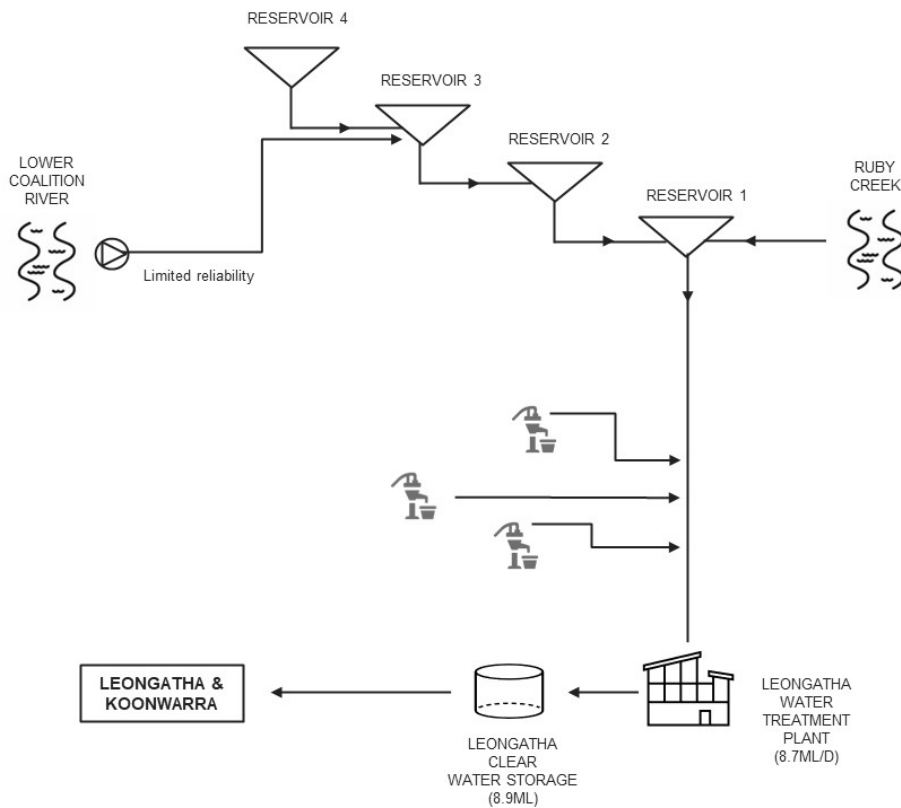 RESERVOIR 4
RESERVOIR 3
RESERVOIR 2
RESERVOIR 1
LOWER
COALITION
RIVER
RUBY
CREEK
Limited reliability
LEONGATHA &
KOONWARRA
LEONGATHA
CLEAR
WATER STORAGE
(8.9ML)
LEONGATHA
WATER
TREATMENT
PLANT
(8.7ML/D)